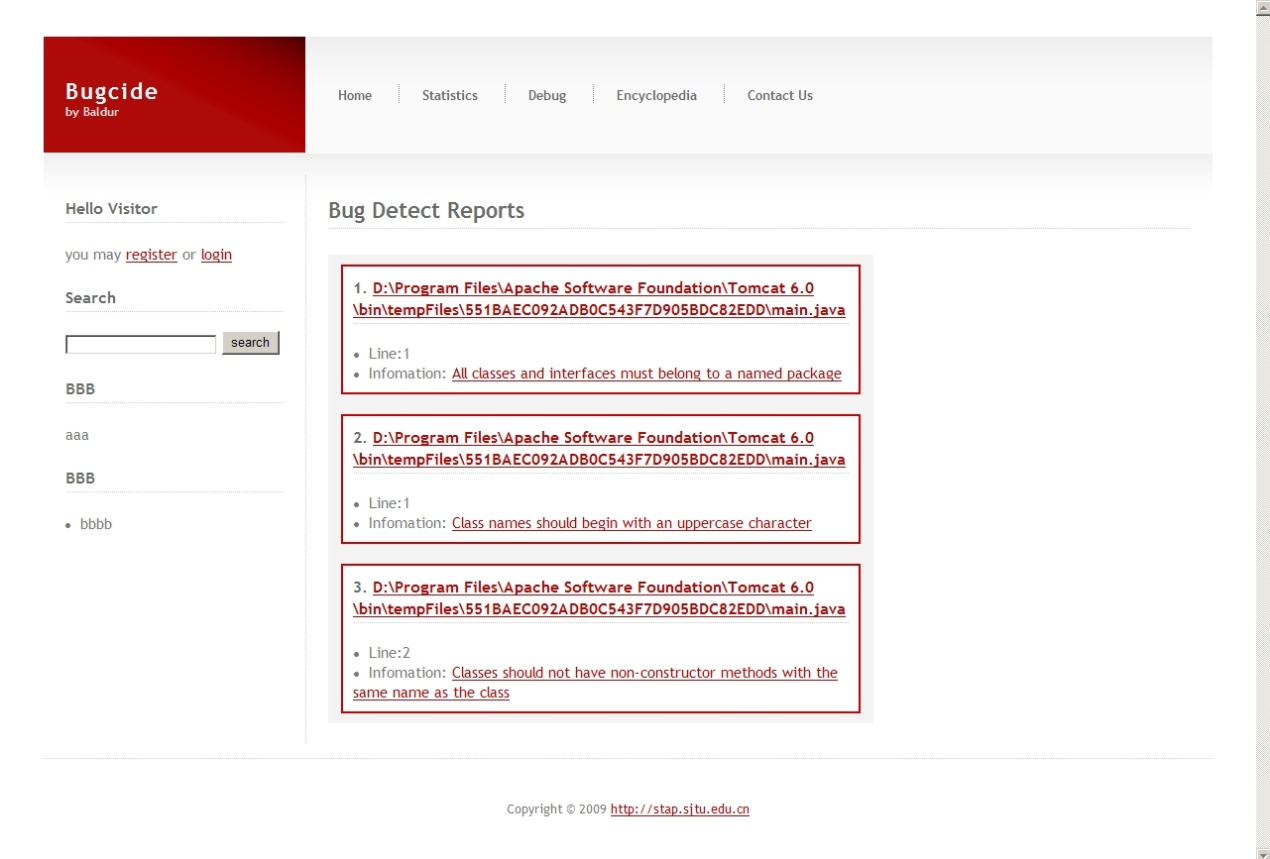 Bugcide
by Baldur
Home
Statistics
Debug
Encyclopedia
Contact Us
Hello Visitor
you may register or login
Search
search
BBB
aaa
BBB
bbbb
Bug Detect Reports
1. D:\Program Files\Apache Software Foundation\Tomcat 6.0
\bin\tempFiles\551BAEC092ADB0C543F7D905BDC82EDD\main.java
Line:1
Infomation: All classes and interfaces must belong to a named package
2. D:\Program Files\Apache Software Foundation\Tomcat 6.0
\bin\tempFiles\551BAEC092ADB0C543F7D905BDC82EDD\main.java
Line:1
Infomation: Class names should begin with an uppercase character
3. D:\Program Files\Apache Software Foundation\Tomcat 6.0
\bin\tempFiles\551BAEC092ADB0C543F7D905BDC82EDD\main.java
Line:2
Infomation: Classes should not have non-constructor methods with the
same name as the class
Copyright © 2009 http://stap.sjtu.edu.cn